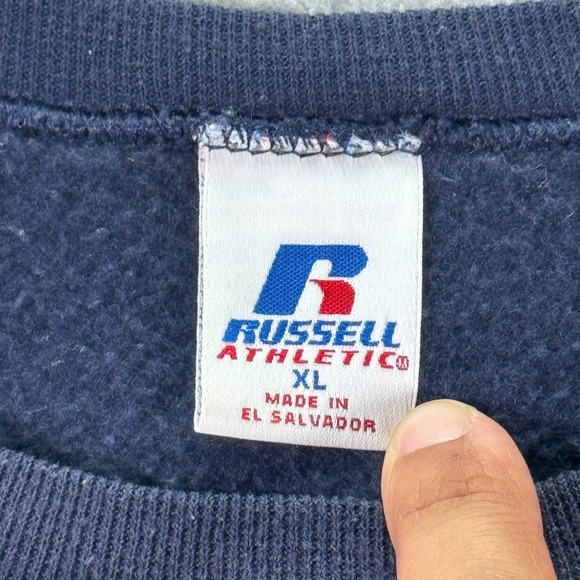 R
RUSSELL
ATHLETIC
XL
MADE IN
EL SALVADOR